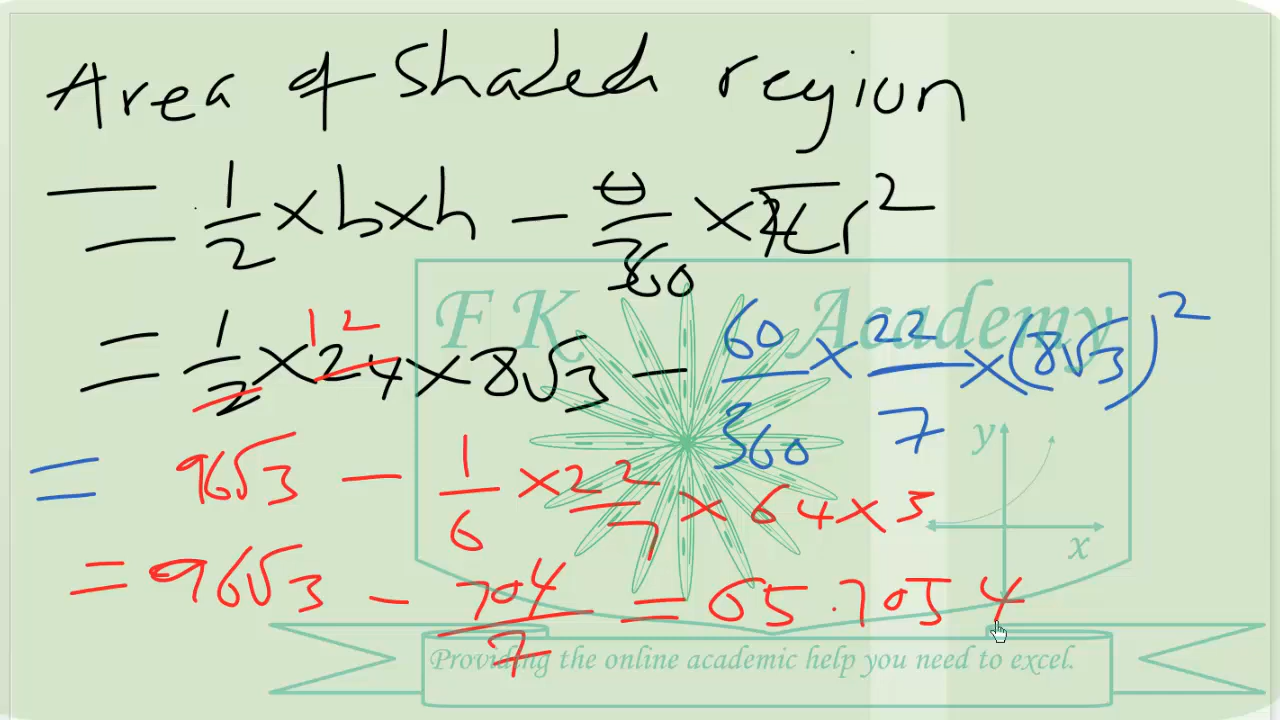 Area of shaded region
= 1/2 × b × h − θ/360 × πr²
= 1/2 × 24 × 8√3 − 60/360 × 22/7 × (8√3)²
12
= 96√3 − 1/6 × 22/7 × 64 × 3
= 96√3 − 704/7 = 65.7054
FK Academy
y
x
Providing the online academic help you need to excel.